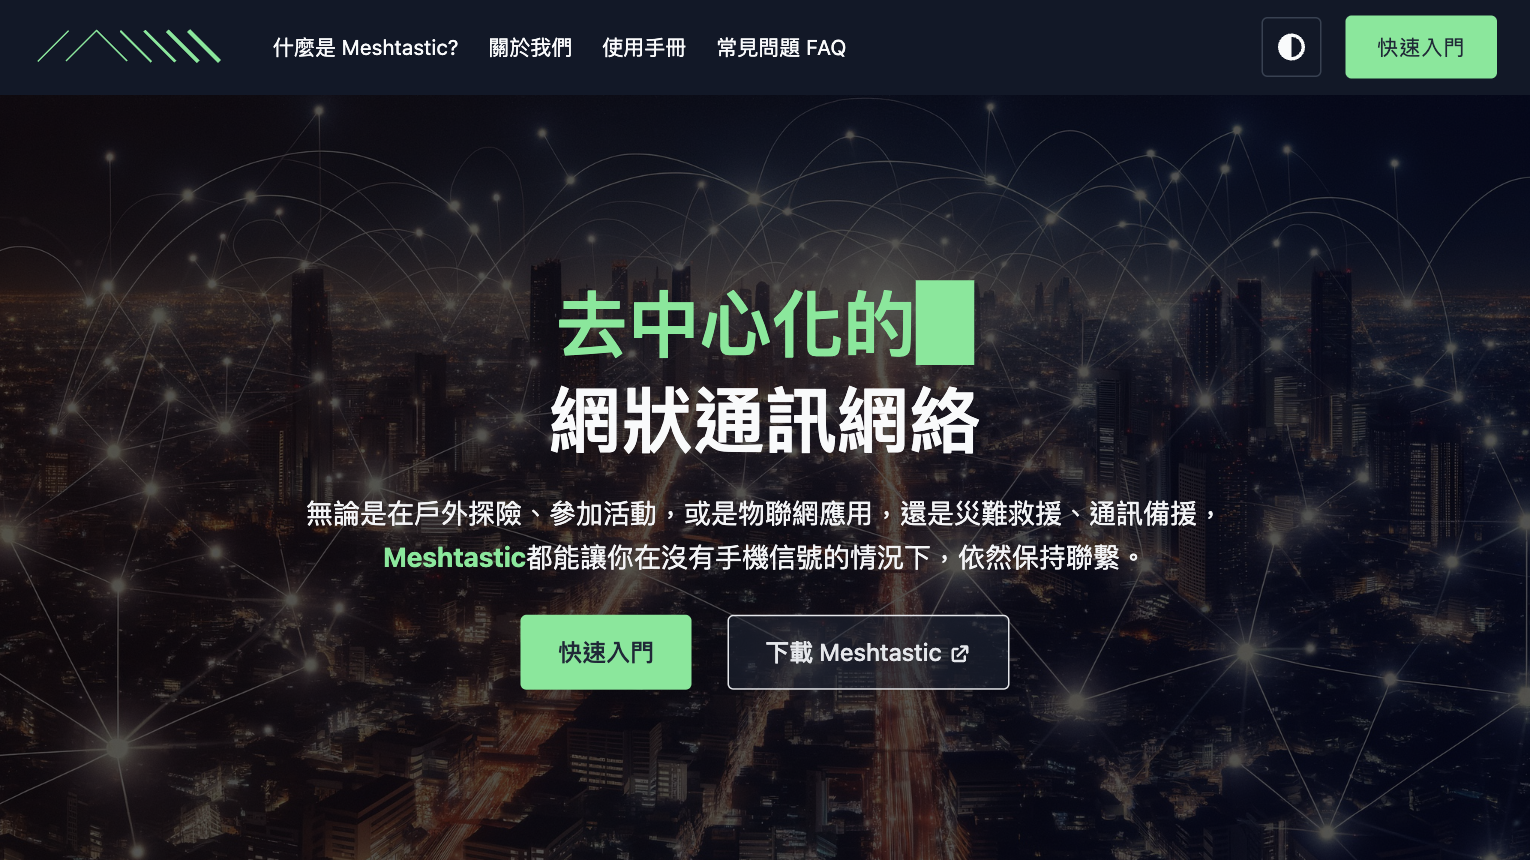 什麼是 Meshtastic?
關於我們
使用手冊
常見問題 FAQ
快速入門
去中心化的
網狀通訊網絡
無論是在戶外探險、參加活動，或是物聯網應用，還是災難救援、通訊備援，
Meshtastic都能讓你在沒有手機信號的情況下，依然保持聯繫。
快速入門
下載 Meshtastic